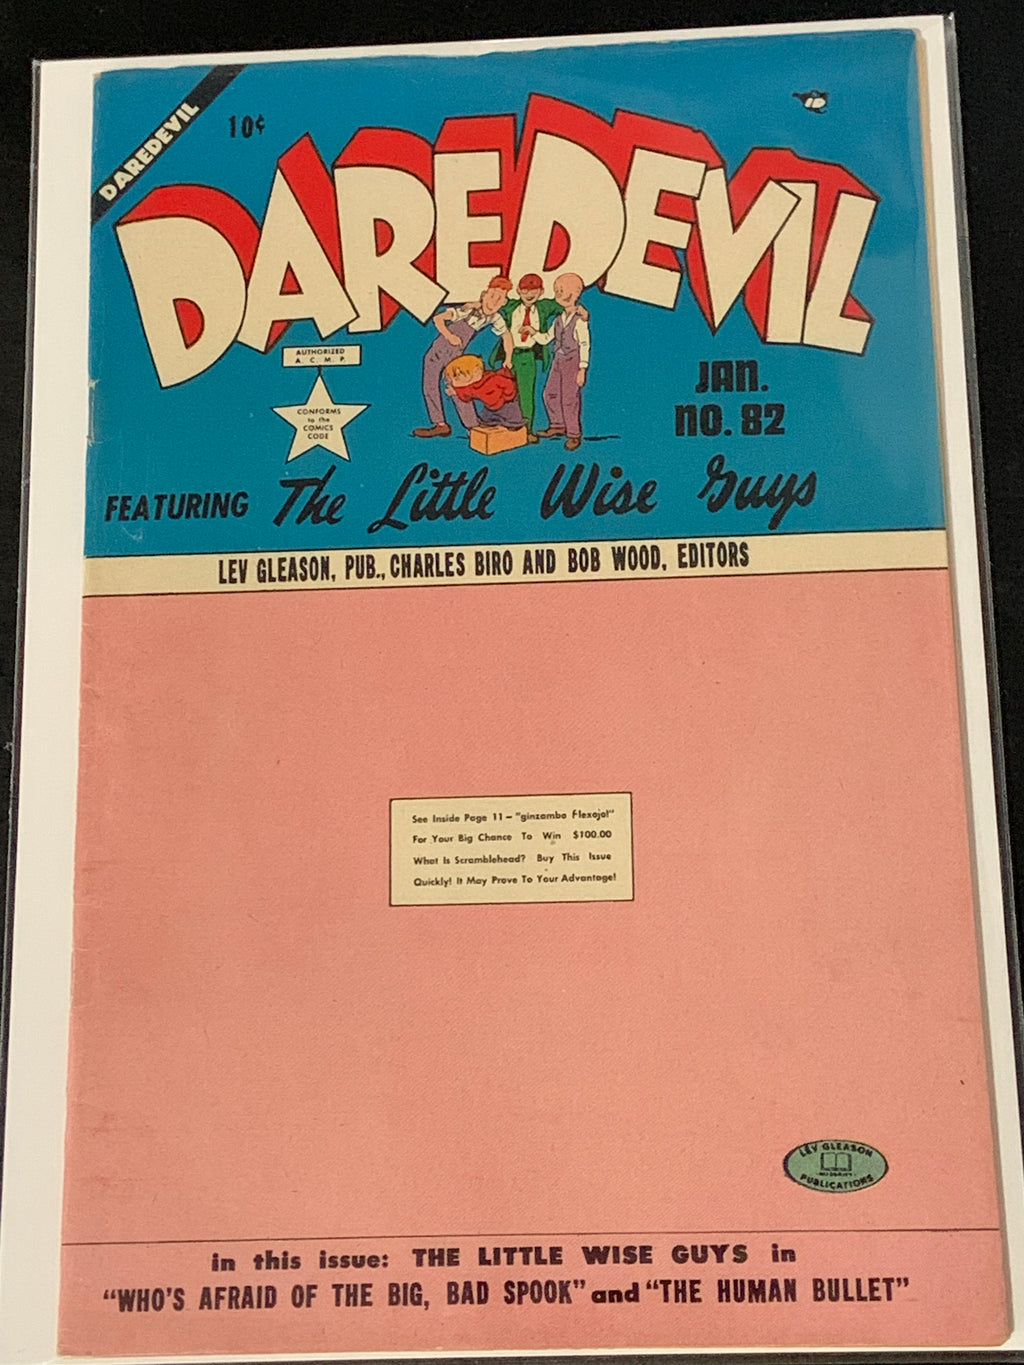 DAREDEVIL
10¢
DAREDEVIL
AUTHORIZED
A. C. M. P.
CONFORMS
to the
COMICS
CODE
JAN.
NO. 82
FEATURING The Little Wise Guys
LEV GLEASON, PUB., CHARLES BIRO AND BOB WOOD, EDITORS
See Inside Page 11 — "ginzambo flexajo!"
For Your Big Chance To Win $100.00
What Is Scramblehead? Buy This Issue
Quickly! It May Prove To Your Advantage!
LEV GLEASON
PUBLICATIONS
in this issue: THE LITTLE WISE GUYS in
"WHO'S AFRAID OF THE BIG, BAD SPOOK" and "THE HUMAN BULLET"